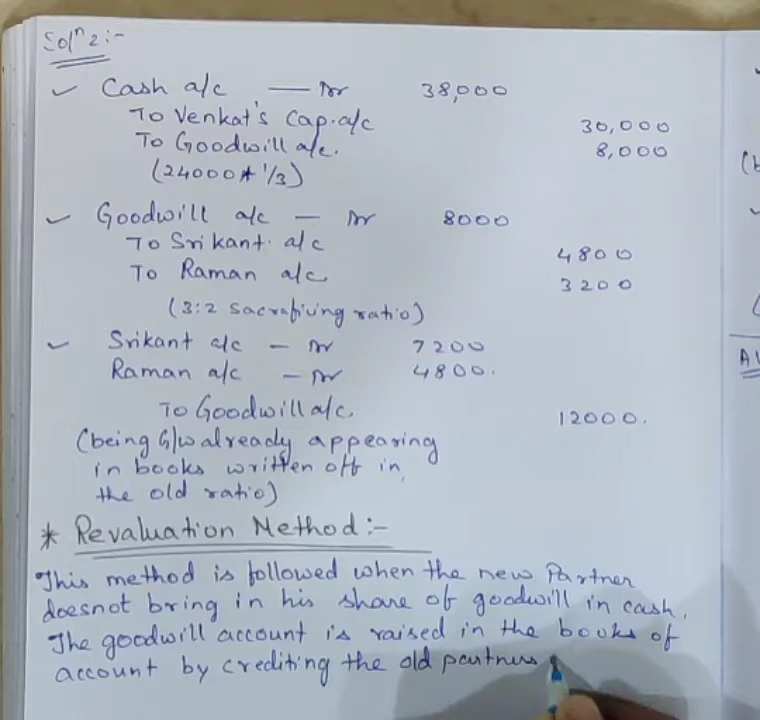 Solⁿ 2:-
✓ Cash a/c — Dr 38,000
To Venkat's Cap. a/c 30,000
To Goodwill a/c. 8,000
(24000 * 1/3)
✓ Goodwill a/c — Dr 8000
To Srikant a/c 4800
To Raman a/c 3200
(3:2 Sacrafiving ratio)
✓ Srikant a/c — Dr 7200
Raman a/c — Dr 4800.
To Goodwill a/c. 12000.
(being G/w already appearing
in books written off in
the old ratio)
* Revaluation Method:-
This method is followed when the new Partner
doesnot bring in his share of goodwill in cash.
The goodwill account is raised in the books of
account by crediting the old partners